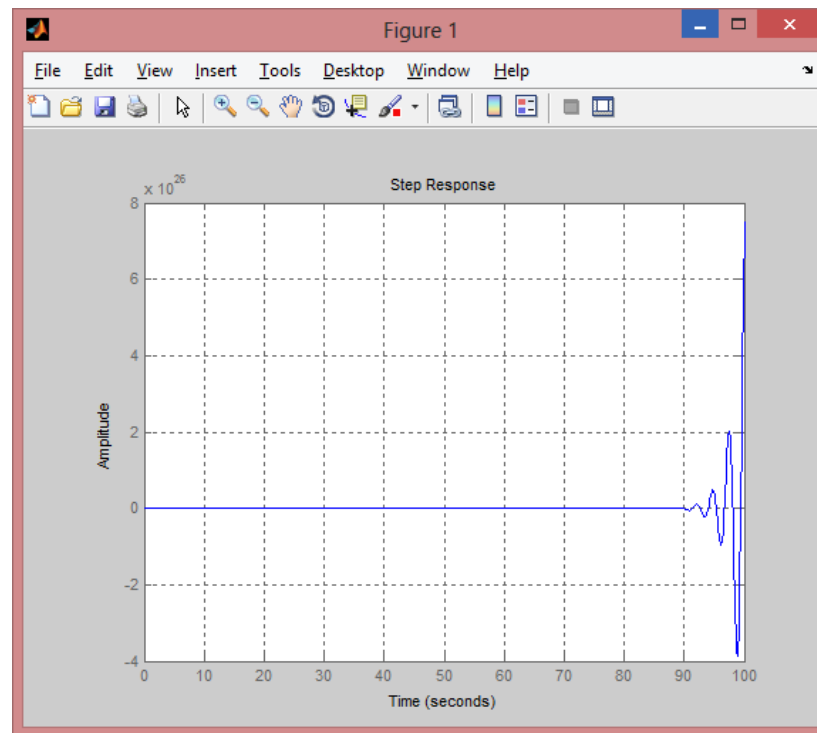 Figure 1
File Edit View Insert Tools Desktop Window Help
x 10^26
Step Response
8
6
4
2
0
-2
-4
Amplitude
0 10 20 30 40 50 60 70 80 90 100
Time (seconds)